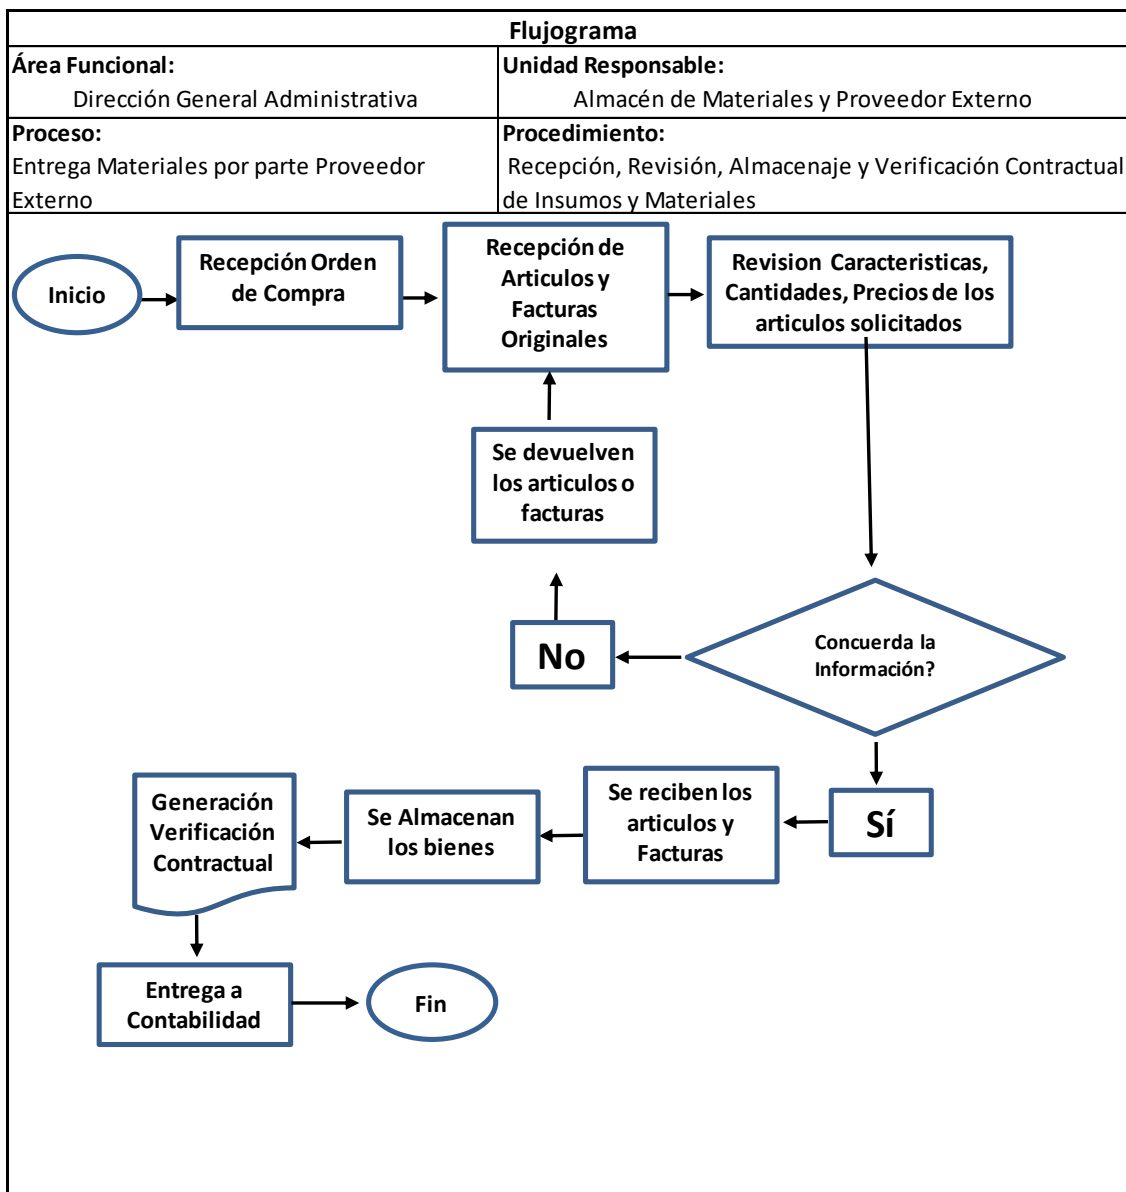 Flujograma
Área Funcional:
Dirección General Administrativa
Unidad Responsable:
Almacén de Materiales y Proveedor Externo
Proceso:
Entrega Materiales por parte Proveedor
Externo
Procedimiento:
Recepción, Revisión, Almacenaje y Verificación Contractual
de Insumos y Materiales
Inicio
Recepción Orden
de Compra
Recepción de
Articulos y
Facturas
Originales
Revision Caracteristicas,
Cantidades, Precios de los
articulos solicitados
Se devuelven
los articulos o
facturas
No
Concuerda la
Información?
Sí
Se reciben los
articulos y
Facturas
Se Almacenan
los bienes
Generación
Verificación
Contractual
Entrega a
Contabilidad
Fin